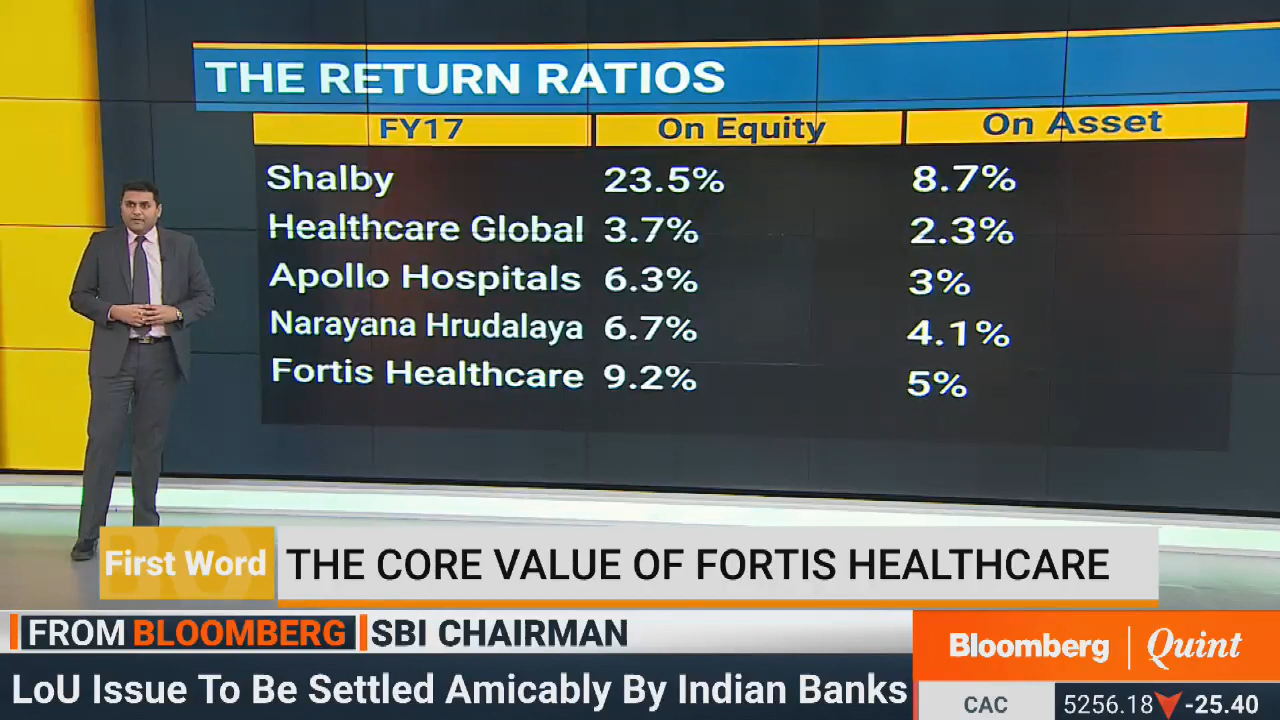 THE RETURN RATIOS
FY17 On Equity On Asset
Shalby 23.5% 8.7%
Healthcare Global 3.7% 2.3%
Apollo Hospitals 6.3% 3%
Narayana Hrudalaya 6.7% 4.1%
Fortis Healthcare 9.2% 5%
First Word THE CORE VALUE OF FORTIS HEALTHCARE
FROM BLOOMBERG SBI CHAIRMAN
LoU Issue To Be Settled Amicably By Indian Banks
Bloomberg Quint
CAC 5256.18 -25.40